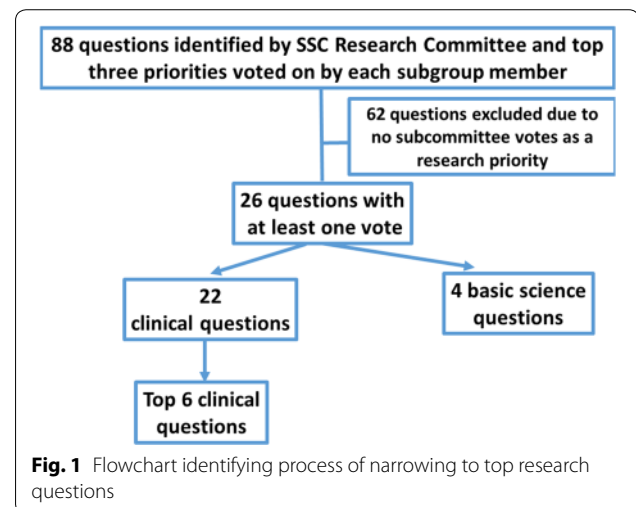 88 questions identified by SSC Research Committee and top
three priorities voted on by each subgroup member
62 questions excluded due to
no subcommittee votes as a
research priority
26 questions with
at least one vote
22
clinical questions
4 basic science
questions
Top 6 clinical
questions
Fig. 1 Flowchart identifying process of narrowing to top research
questions